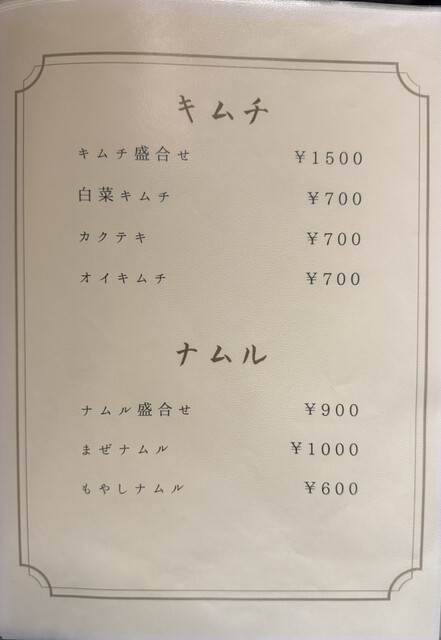 キムチ
キムチ盛合せ ¥1500
白菜キムチ ¥700
カクテキ ¥700
オイキムチ ¥700
ナムル
ナムル盛合せ ¥900
まぜナムル ¥1000
もやしナムル ¥600